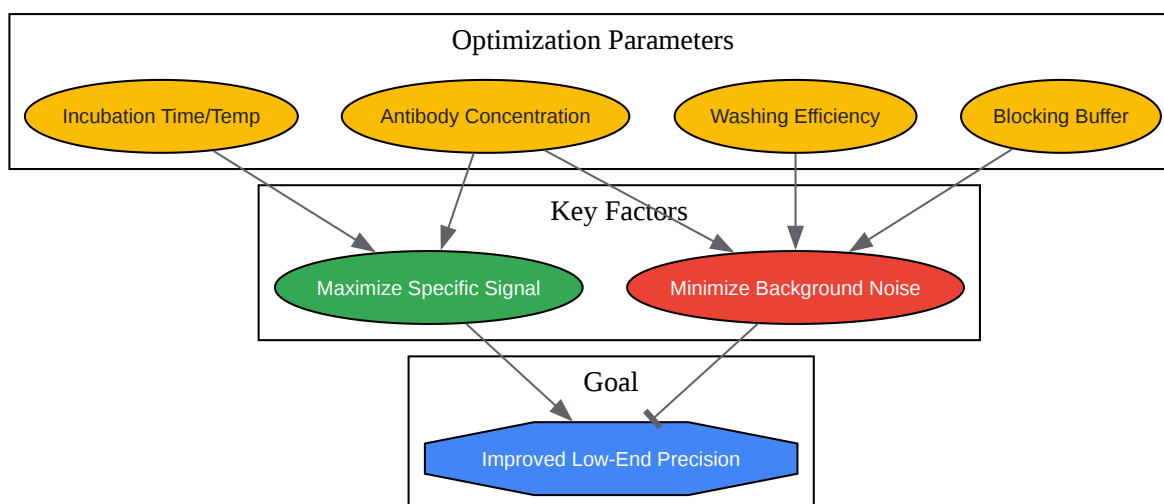 Optimization Parameters
Incubation Time/Temp
Antibody Concentration
Washing Efficiency
Blocking Buffer
Key Factors
Maximize Specific Signal
Minimize Background Noise
Goal
Improved Low-End Precision